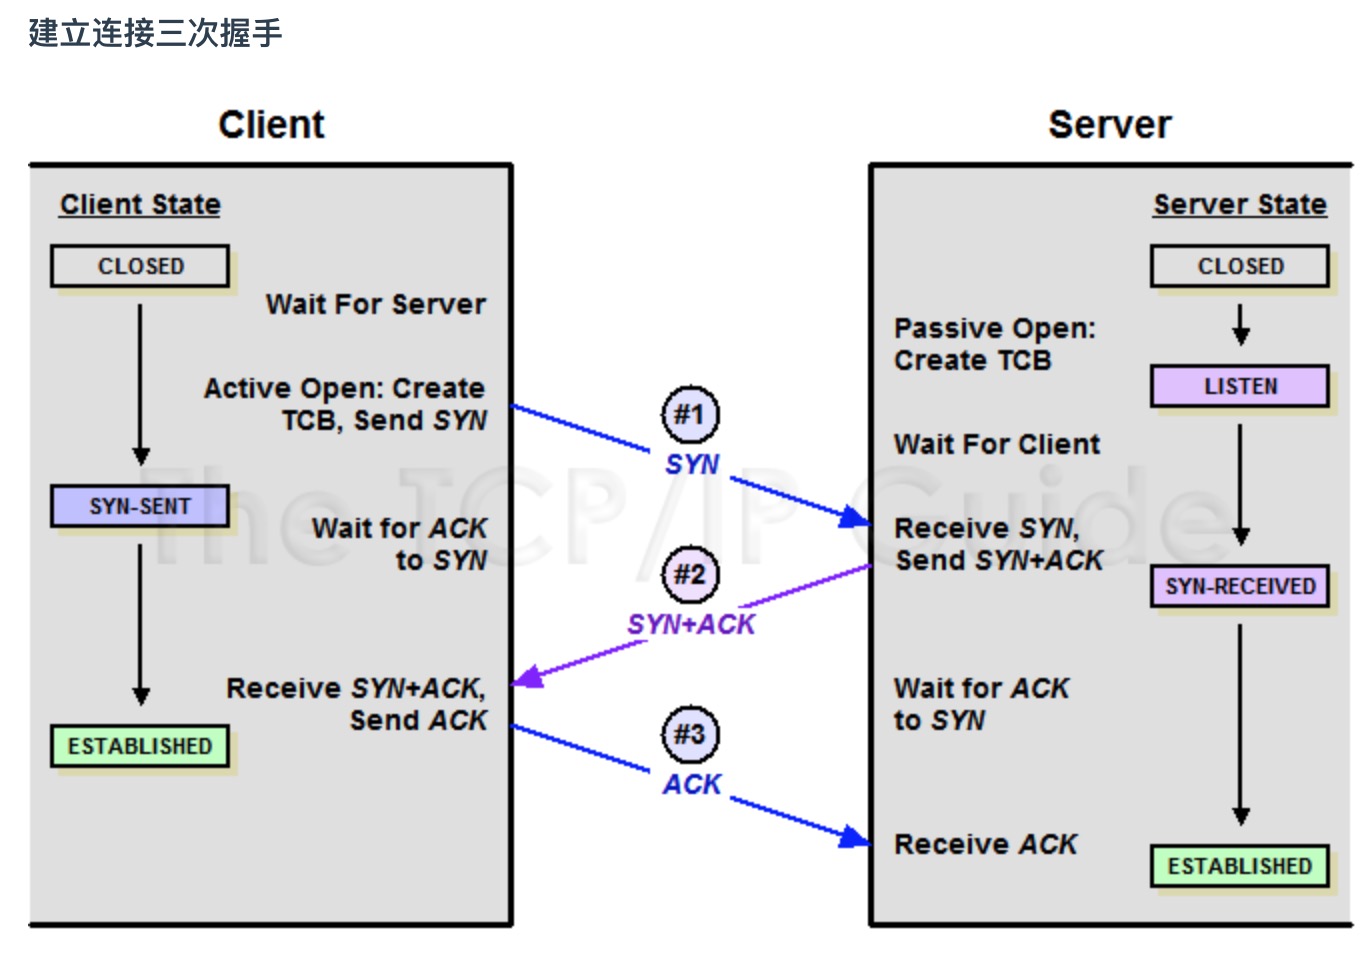 建立连接三次握手
Client
Server
Client State
CLOSED
Wait For Server
Active Open: Create
TCB, Send SYN
SYN-SENT
Wait for ACK
to SYN
Receive SYN+ACK,
Send ACK
ESTABLISHED
#1
SYN
#2
SYN+ACK
#3
ACK
Server State
CLOSED
Passive Open:
Create TCB
LISTEN
Wait For Client
Receive SYN,
Send SYN+ACK
SYN-RECEIVED
Wait for ACK
to SYN
Receive ACK
ESTABLISHED
The TCP/IP Guide